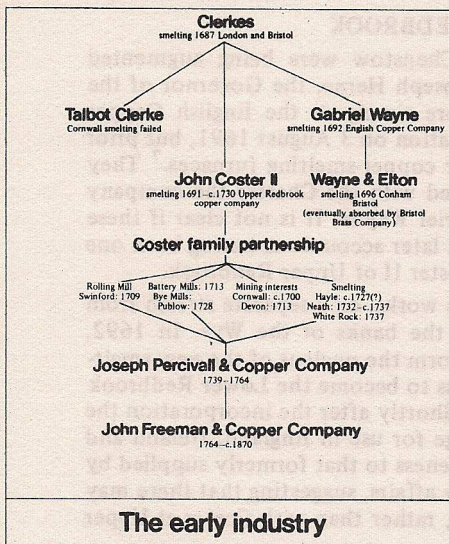 Clerkes
smelting 1687 London and Bristol
Talbot Clerke
Cornwall smelting failed
Gabriel Wayne
smelting 1692 English Copper Company
John Coster II
smelting 1691–c.1730 Upper Redbrook
copper company
Wayne & Elton
smelting 1696 Conham
Bristol
(eventually absorbed by Bristol
Brass Company)
Coster family partnership
Rolling Mill
Swinford: 1709
Battery Mills: 1713
Bye Mills:
Publow: 1728
Mining interests
Cornwall: c.1700
Devon: 1713
Smelting
Hayle: c.1727(?)
Neath: 1732–c.1737
White Rock: 1737
Joseph Percivall & Copper Company
1739–1764
John Freeman & Copper Company
1764–c.1870
The early industry